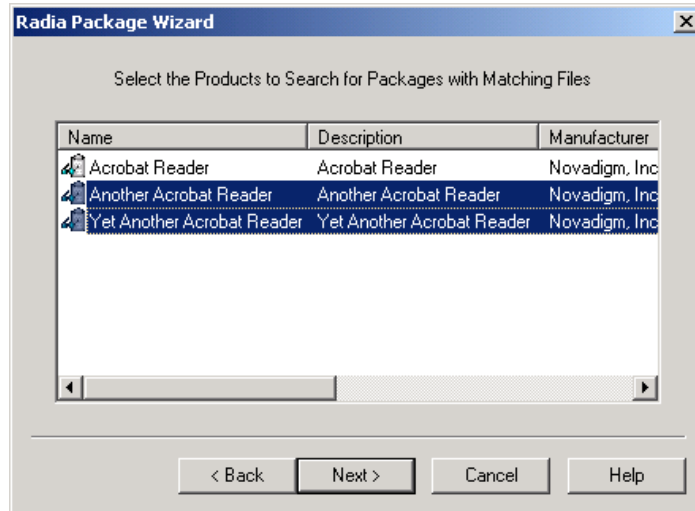 Radia Package Wizard
Select the Products to Search for Packages with Matching Files
Name Description Manufacturer
Acrobat Reader Acrobat Reader Novadigm, Inc
Another Acrobat Reader Another Acrobat Reader Novadigm, Inc
Yet Another Acrobat Reader Yet Another Acrobat Reader Novadigm, Inc
< Back Next > Cancel Help